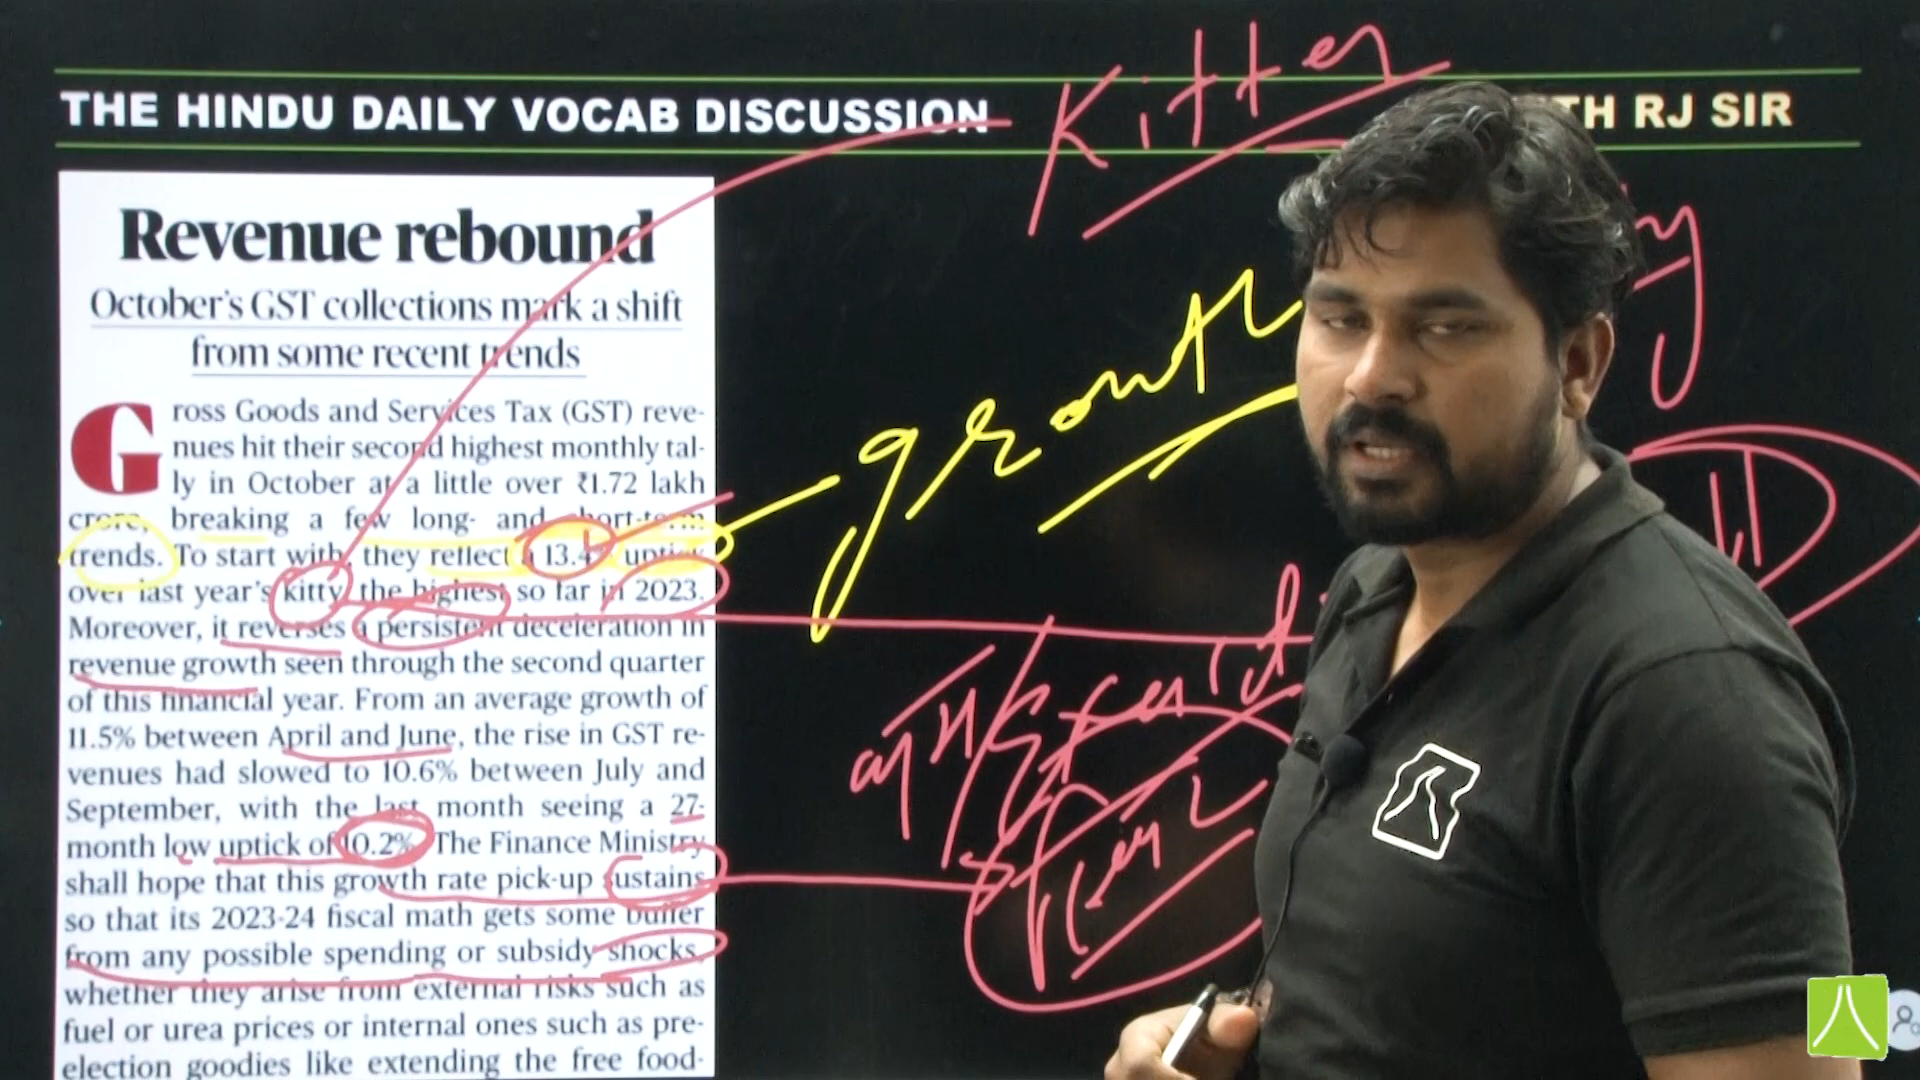 THE HINDU DAILY VOCAB DISCUSSION
TH RJ SIR
Kitten
Revenue rebound
October's GST collections mark a shift
from some recent trends
Gross Goods and Services Tax (GST) reve-
nues hit their second highest monthly tal-
ly in October at a little over ₹1.72 lakh
crore, breaking a few long- and short-term
trends. To start with, they reflect a 13.4% uptick
over last year's kitty, the highest so far in 2023.
Moreover, it reverses a persistent deceleration in
revenue growth seen through the second quarter
of this financial year. From an average growth of
11.5% between April and June, the rise in GST re-
venues had slowed to 10.6% between July and
September, with the last month seeing a 27-
month low uptick of 10.2%. The Finance Ministry
shall hope that this growth rate pick-up sustains
so that its 2023-24 fiscal math gets some buffer
from any possible spending or subsidy shocks,
whether they arise from external risks such as
fuel or urea prices or internal ones such as pre-
election goodies like extending the free food-
growth